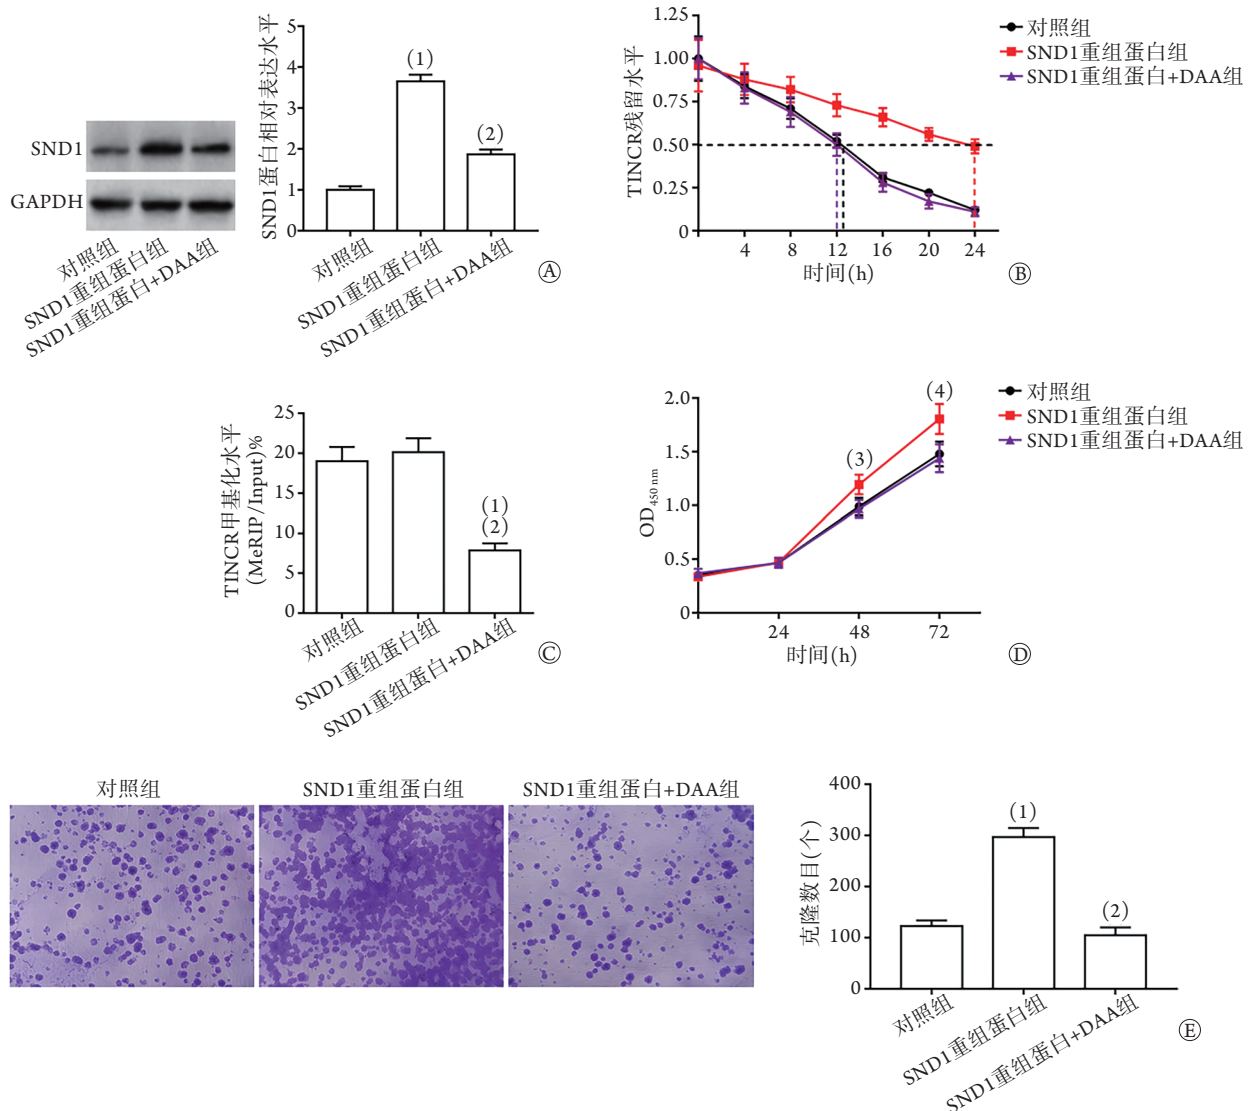 SND1
GAPDH
对照组
SND1重组蛋白组
SND1重组蛋白+DAA组
SND1蛋白相对表达水平
5
4
3
2
1
0
(1)
(2)
对照组
SND1重组蛋白组
SND1重组蛋白+DAA组
Ⓐ
TINCR残留水平
1.25
1.00
0.75
0.50
0.25
0
4
8
12
16
20
24
时间(h)
对照组
SND1重组蛋白组
SND1重组蛋白+DAA组
Ⓑ
TINCR甲基化水平
(MeRIP/Input)%
25
20
15
10
5
0
(1)
(2)
对照组
SND1重组蛋白组
SND1重组蛋白+DAA组
Ⓒ
OD450 nm
2.0
1.5
1.0
0.5
0
(3)
(4)
24
48
72
时间(h)
对照组
SND1重组蛋白组
SND1重组蛋白+DAA组
Ⓓ
对照组
SND1重组蛋白组
SND1重组蛋白+DAA组
克隆数目(个)
400
300
200
100
0
(1)
(2)
对照组
SND1重组蛋白组
SND1重组蛋白+DAA组
Ⓔ